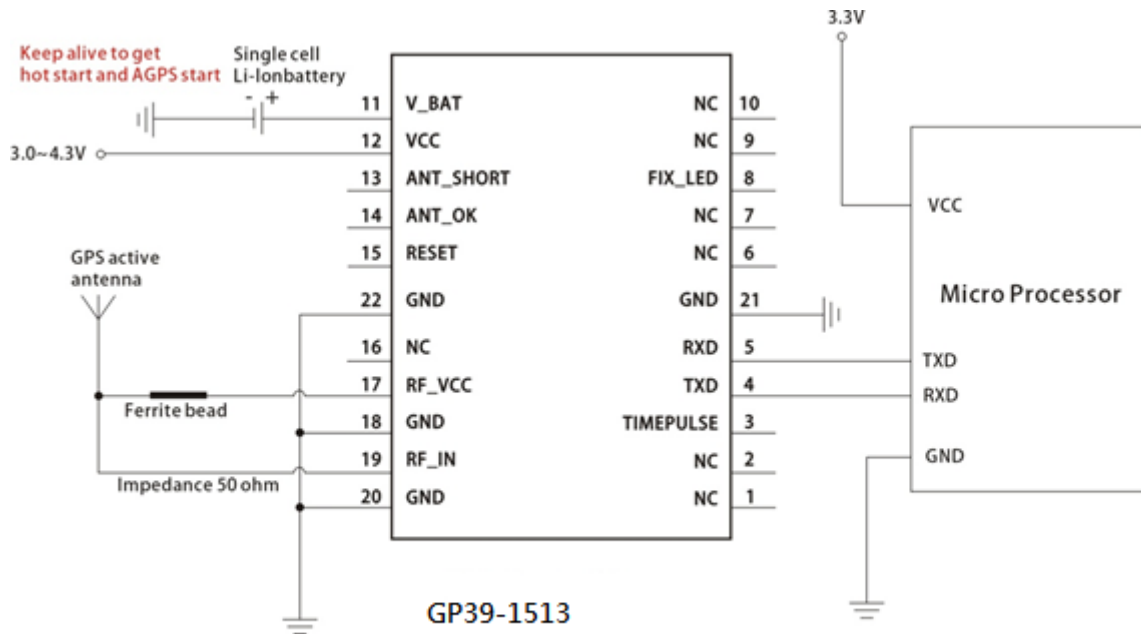 3.3V
Keep alive to get
hot start and AGPS start
Single cell
Li-Ionbattery
- +
11 V_BAT NC 10
3.0~4.3V
12 VCC NC 9
13 ANT_SHORT FIX_LED 8
VCC
14 ANT_OK NC 7
GPS active
antenna
15 RESET NC 6
22 GND GND 21
Micro Processor
16 NC RXD 5
TXD
17 RF_VCC TXD 4
RXD
Ferrite bead
18 GND TIMEPULSE 3
19 RF_IN NC 2
GND
Impedance 50 ohm
20 GND NC 1
GP39-1513